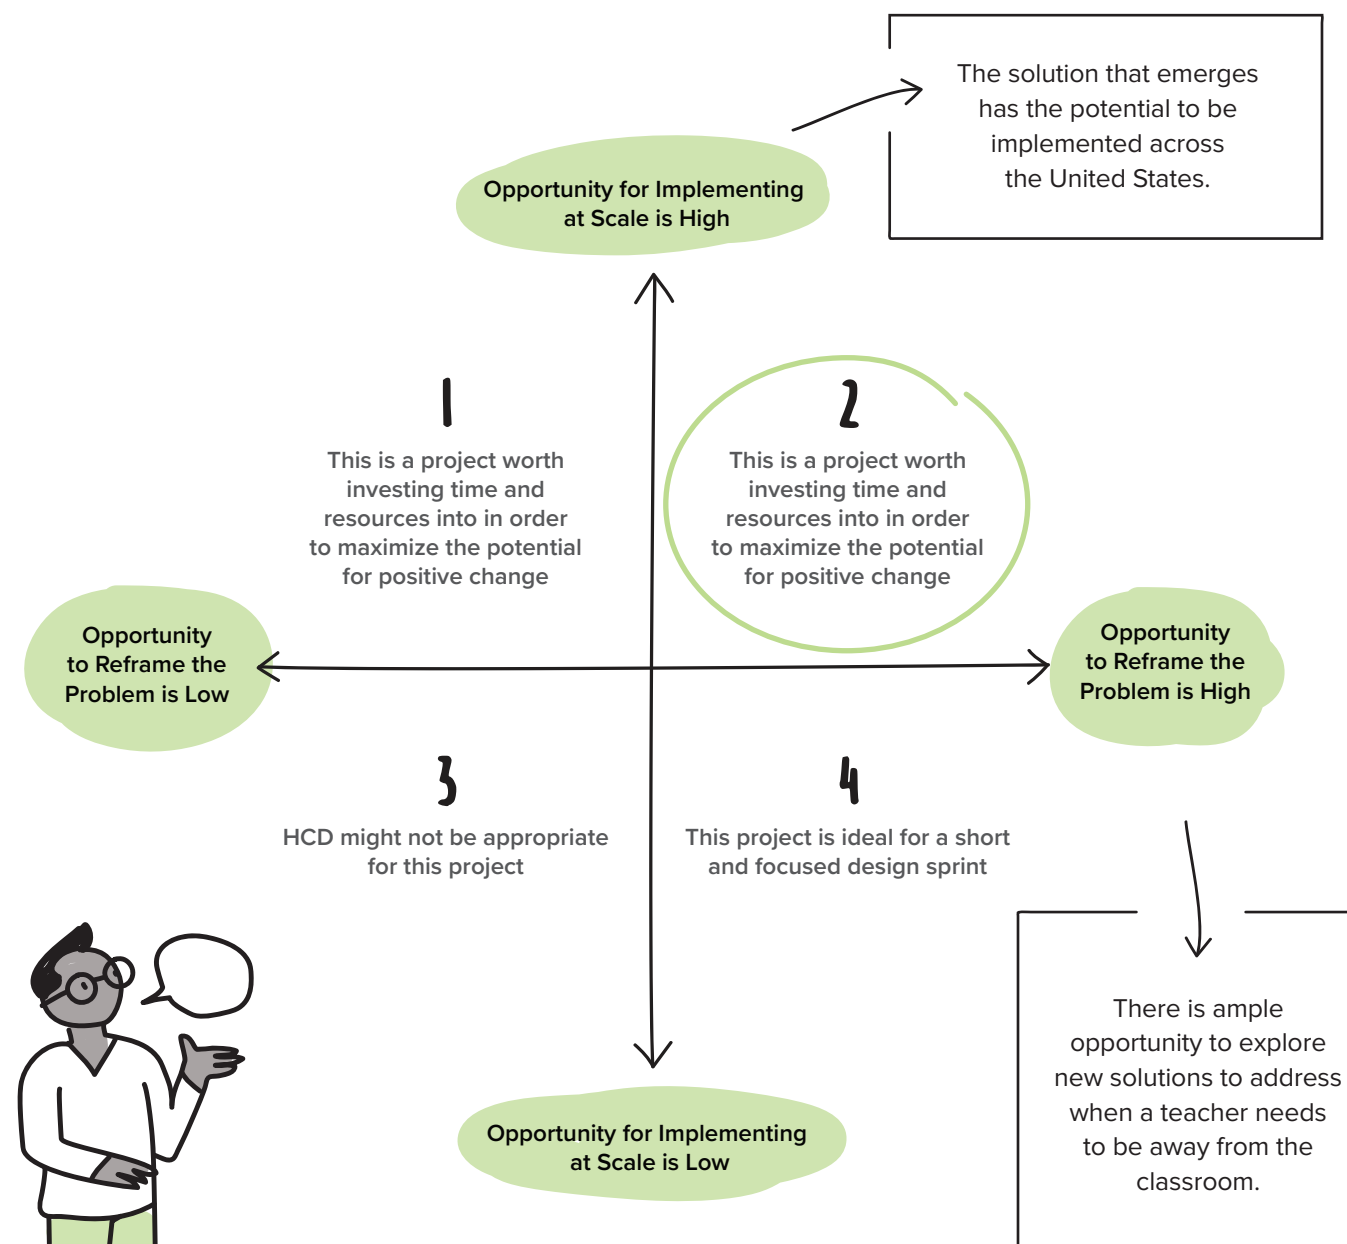 The solution that emerges
has the potential to be
implemented across
the United States.
Opportunity for Implementing
at Scale is High
1
This is a project worth
investing time and
resources into in order
to maximize the potential
for positive change
2
This is a project worth
investing time and
resources into in order
to maximize the potential
for positive change
Opportunity
to Reframe the
Problem is Low
Opportunity
to Reframe the
Problem is High
3
HCD might not be appropriate
for this project
4
This project is ideal for a short
and focused design sprint
There is ample
opportunity to explore
new solutions to address
when a teacher needs
to be away from the
classroom.
Opportunity for Implementing
at Scale is Low